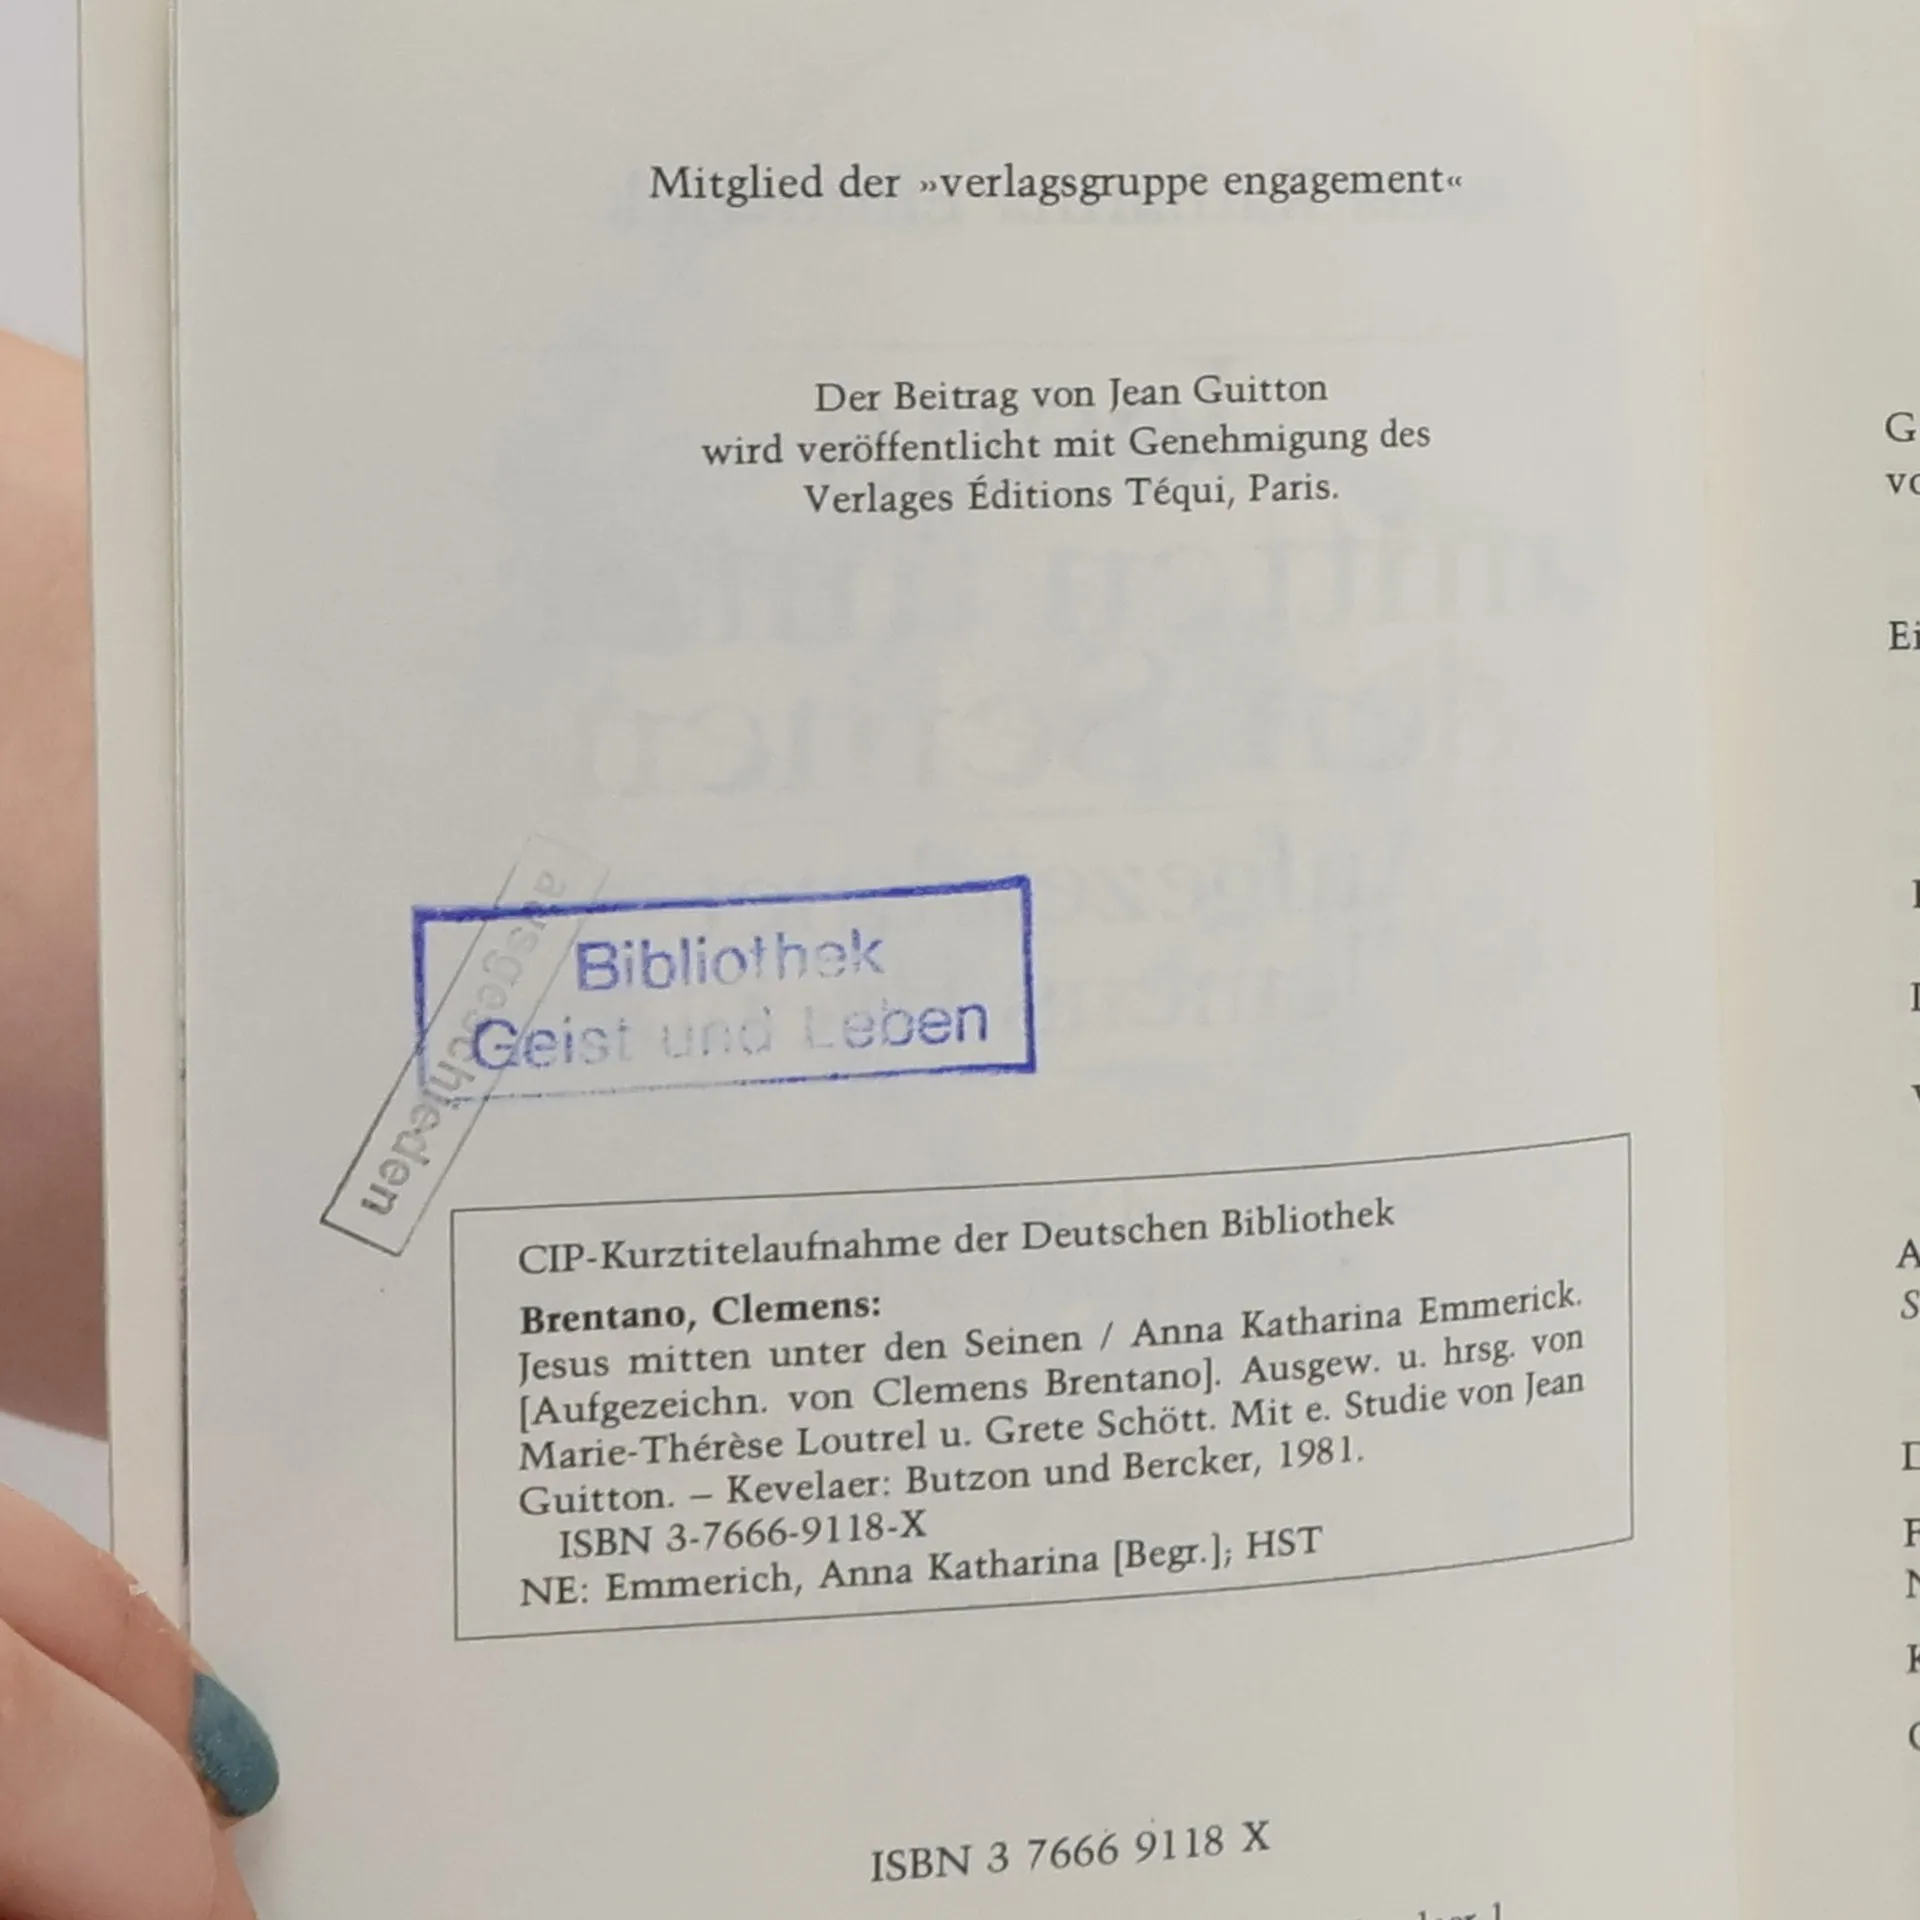 Mitglied der »verlagsgruppe engagement«
Der Beitrag von Jean Guitton
wird veröffentlicht mit Genehmigung des
Verlages Éditions Téqui, Paris.
ausgeschieden
Bibliothek
Geist und Leben
CIP-Kurztitelaufnahme der Deutschen Bibliothek
Brentano, Clemens:
Jesus mitten unter den Seinen / Anna Katharina Emmerick.
[Aufgezeichn. von Clemens Brentano]. Ausgew. u. hrsg. von
Marie-Thérèse Loutrel u. Grete Schött. Mit e. Studie von Jean
Guitton. – Kevelaer: Butzon und Bercker, 1981.
ISBN 3-7666-9118-X
NE: Emmerich, Anna Katharina [Begr.]; HST
ISBN 3 7666 9118 X